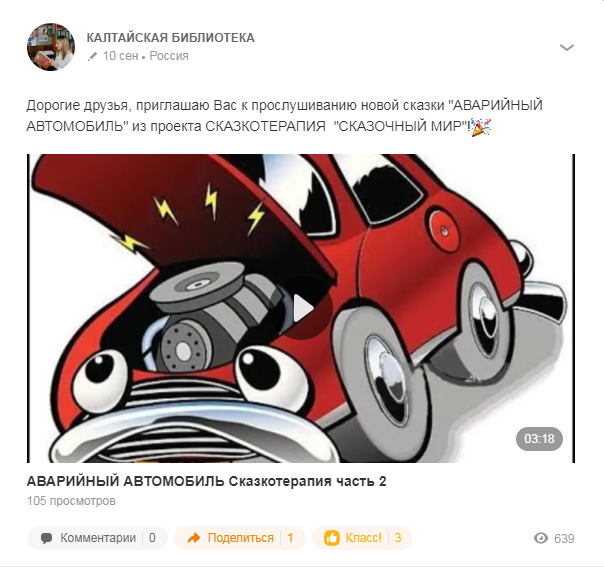 КАЛТАЙСКАЯ БИБЛИОТЕКА
10 сен • Россия
Дорогие друзья, приглашаю Вас к прослушиванию новой сказки "АВАРИЙНЫЙ
АВТОМОБИЛЬ" из проекта СКАЗКОТЕРАПИЯ "СКАЗОЧНЫЙ МИР"!🎉
03:18
АВАРИЙНЫЙ АВТОМОБИЛЬ Сказкотерапия часть 2
105 просмотров
Комментарии 0 Поделиться 1 Класс! 3 639